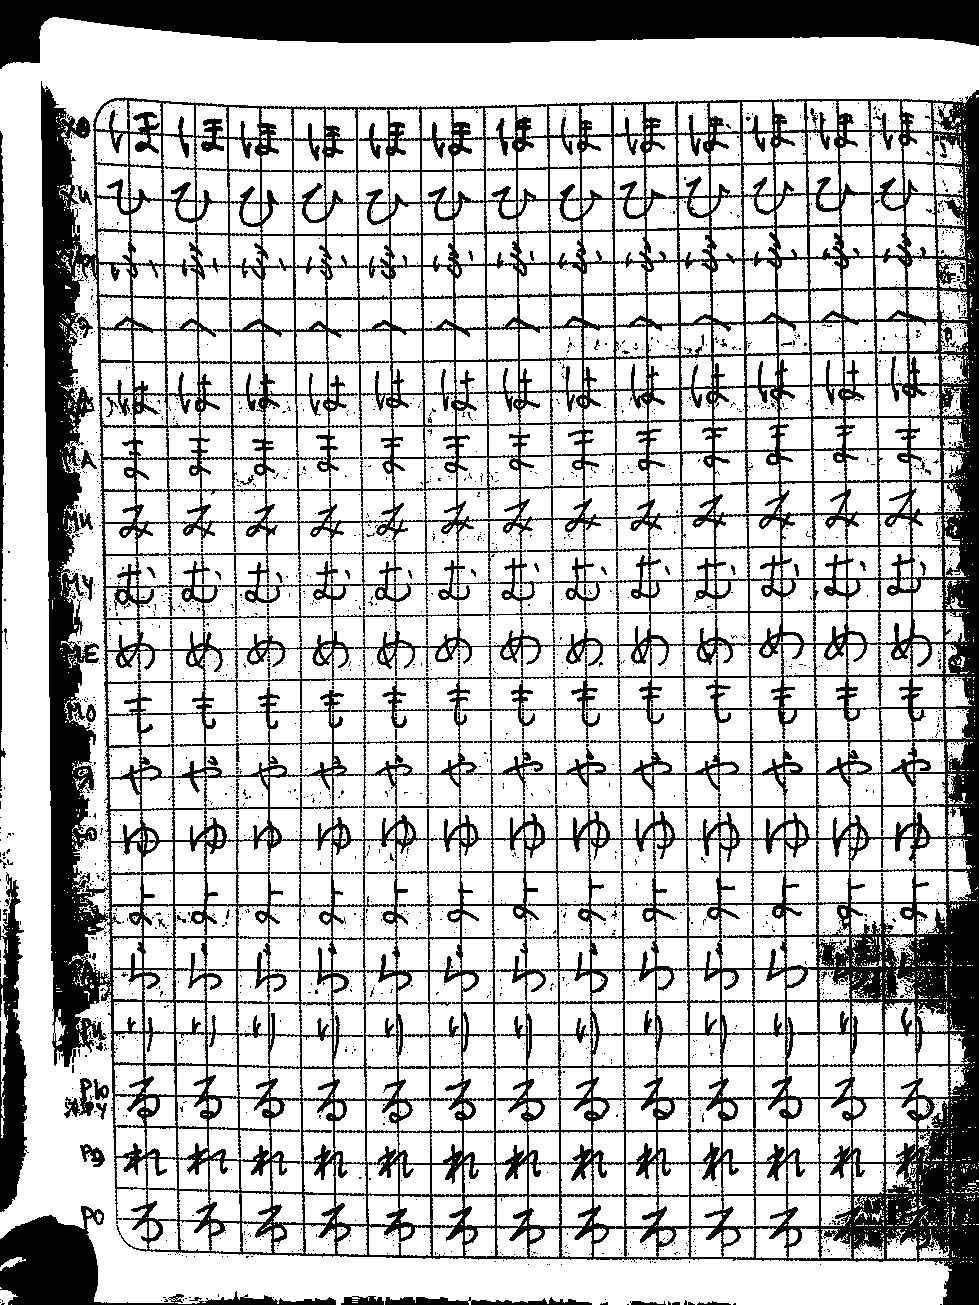 ХО ほ ほ ほ ほ ほ ほ ほ ほ ほ ほ ほ ほ ほ
ХИ ひ ひ ひ ひ ひ ひ ひ ひ ひ ひ ひ ひ ひ
ふ ふ ふ ふ ふ ふ ふ ふ ふ ふ ふ ふ ふ
へ へ へ へ へ へ へ へ へ へ へ へ へ
は は は は は は は は は は は は は
МА ま ま ま ま ま ま ま ま ま ま ま ま ま
МИ み み み み み み み み み み み み み
МУ む む む む む む む む む む む む む
МЕ め め め め め め め め め め め め め
МО も も も も も も も も も も も も も
Я や や や や や や や や や や や や や
Ю ゆ ゆ ゆ ゆ ゆ ゆ ゆ ゆ ゆ ゆ ゆ ゆ ゆ
よ よ よ よ よ よ よ よ よ よ よ よ よ
ら ら ら ら ら ら ら ら ら ら ら
РИ り り り り り り り り り り り り り
РЮ る る る る る る る る る る る る る
РЭ れ れ れ れ れ れ れ れ れ れ れ れ れ
РО ろ ろ ろ ろ ろ ろ ろ ろ ろ ろ ろ